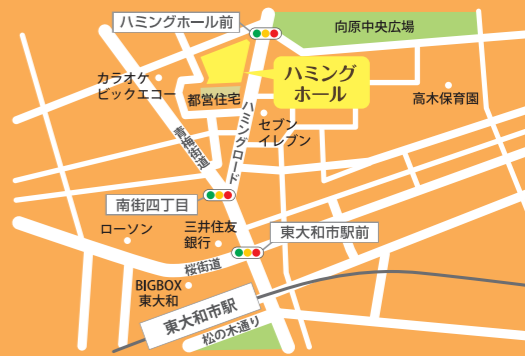 ハミングホール前
向原中央広場
カラオケ
ビックエコー
都営住宅
ハミング
ホール
高木保育園
セブン
イレブン
ハミングロード
青梅街道
南街四丁目
ローソン
三井住友
銀行
東大和市駅前
桜街道
BIGBOX
東大和
東大和市駅
松の木通り